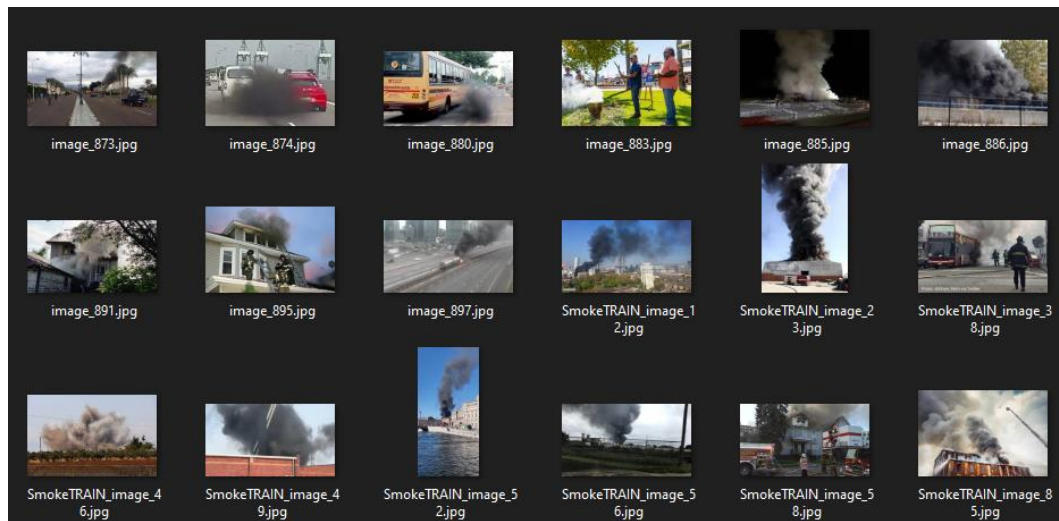 image_873.jpg
image_874.jpg
image_880.jpg
image_883.jpg
image_885.jpg
image_886.jpg
image_891.jpg
image_895.jpg
image_897.jpg
SmokeTRAIN_image_1
2.jpg
SmokeTRAIN_image_2
3.jpg
SmokeTRAIN_image_3
8.jpg
SmokeTRAIN_image_4
6.jpg
SmokeTRAIN_image_4
9.jpg
SmokeTRAIN_image_5
2.jpg
SmokeTRAIN_image_5
6.jpg
SmokeTRAIN_image_5
8.jpg
SmokeTRAIN_image_8
5.jpg